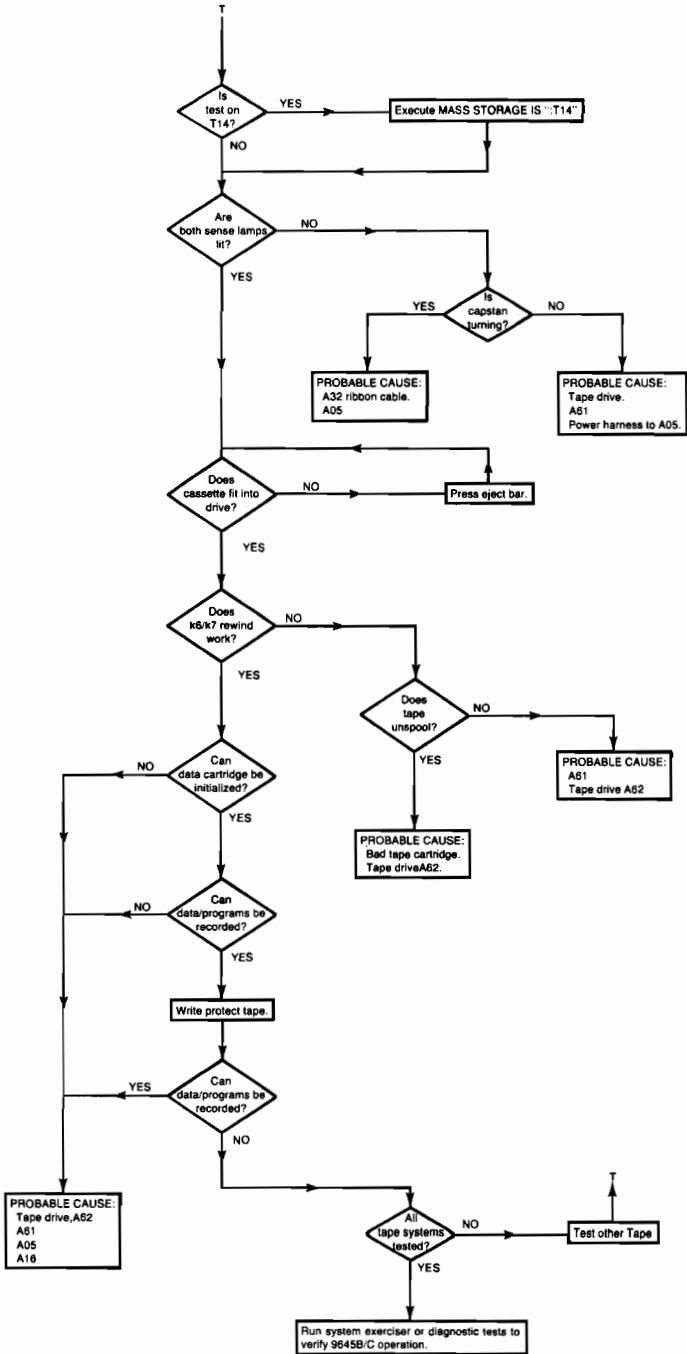 T
Is
test on
T14?
YES
Execute MASS STORAGE IS ":T14"
NO
Are
both sense lamps
lit?
NO
YES
Is
capstan
turning?
YES
NO
PROBABLE CAUSE:
A32 ribbon cable.
A05
PROBABLE CAUSE:
Tape drive.
A61
Power harness to A05.
Does
cassette fit into
drive?
NO
Press eject bar.
YES
Does
k6/k7 rewind
work?
NO
YES
Does
tape
unspool?
NO
YES
PROBABLE CAUSE:
A61
Tape drive A62
PROBABLE CAUSE:
Bad tape cartridge.
Tape driveA62.
Can
data cartridge be
initialized?
NO
YES
Can
data/programs be
recorded?
NO
YES
Write protect tape.
Can
data/programs be
recorded?
YES
NO
PROBABLE CAUSE:
Tape drive,A62
A61
A05
A16
All
tape systems
tested?
NO
Test other Tape
T
YES
Run system exerciser or diagnostic tests to
verify 9645B/C operation.